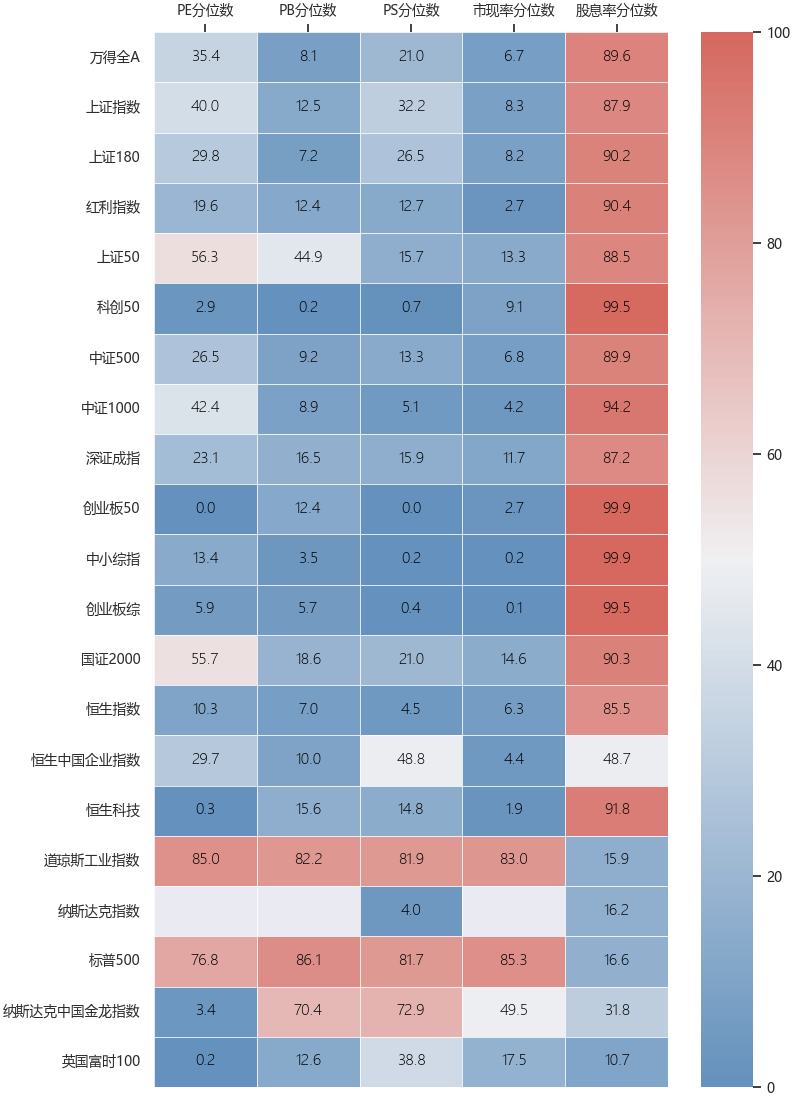 PE分位数 PB分位数 PS分位数 市现率分位数 股息率分位数
万得全A 35.4 8.1 21.0 6.7 89.6
上证指数 40.0 12.5 32.2 8.3 87.9
上证180 29.8 7.2 26.5 8.2 90.2
红利指数 19.6 12.4 12.7 2.7 90.4
上证50 56.3 44.9 15.7 13.3 88.5
科创50 2.9 0.2 0.7 9.1 99.5
中证500 26.5 9.2 13.3 6.8 89.9
中证1000 42.4 8.9 5.1 4.2 94.2
深证成指 23.1 16.5 15.9 11.7 87.2
创业板50 0.0 12.4 0.0 2.7 99.9
中小综指 13.4 3.5 0.2 0.2 99.9
创业板综 5.9 5.7 0.4 0.1 99.5
国证2000 55.7 18.6 21.0 14.6 90.3
恒生指数 10.3 7.0 4.5 6.3 85.5
恒生中国企业指数 29.7 10.0 48.8 4.4 48.7
恒生科技 0.3 15.6 14.8 1.9 91.8
道琼斯工业指数 85.0 82.2 81.9 83.0 15.9
纳斯达克指数 4.0 16.2
标普500 76.8 86.1 81.7 85.3 16.6
纳斯达克中国金龙指数 3.4 70.4 72.9 49.5 31.8
英国富时100 0.2 12.6 38.8 17.5 10.7
100
80
60
40
20
0